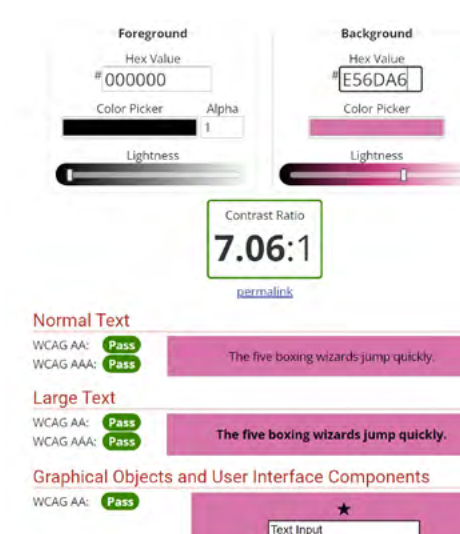 Foreground
Background
Hex Value
Hex Value
# 000000
# E56DA6
Color Picker
Alpha
Color Picker
1
Lightness
Lightness
Contrast Ratio
7.06:1
permalink
Normal Text
WCAG AA: Pass
WCAG AAA: Pass
The five boxing wizards jump quickly.
Large Text
WCAG AA: Pass
WCAG AAA: Pass
The five boxing wizards jump quickly.
Graphical Objects and User Interface Components
WCAG AA: Pass
Text Input